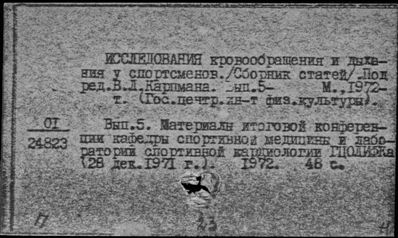 ИССЛЕДОВАНИЯ кровообращения и дыха-
ния у спортсменов./Сборник статей/.Под
ред.В.Л.Карпмана. Вып.5- М.,1972-
т. (Гос.центр.ин-т физ.культуры).
01
24823
Вып.5. Материалы итоговой конферен-
ции кафедры спортивной медицины и лабо-
ратории спортивной кардиологии ГЦОЛИФКа
(28 дек.1971 г.). 1972. 48 с.
23